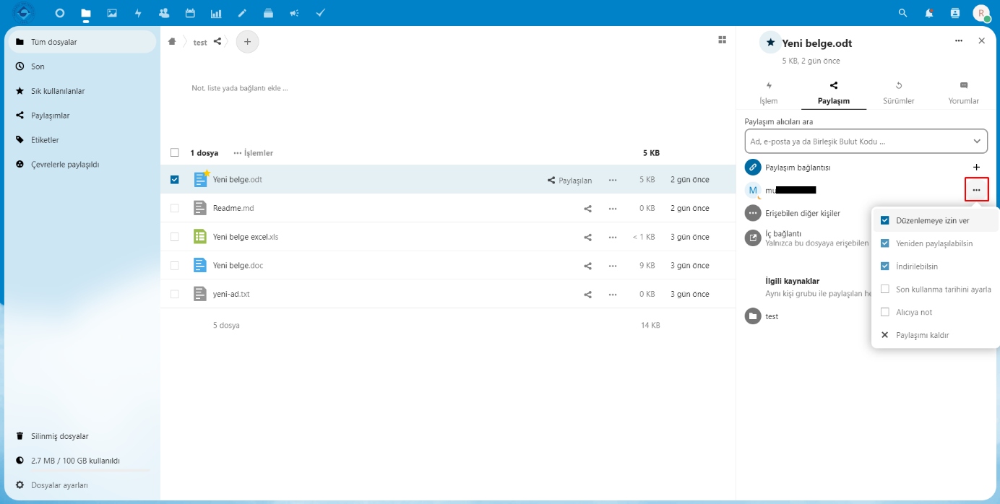 R
Tüm dosyalar
Son
Sık kullanılanlar
Paylaşımlar
Etiketler
Çevrelerle paylaşıldı
Silinmiş dosyalar
2.7 MB / 100 GB kullanıldı
Dosyalar ayarları
test
+
Not, liste yada bağlantı ekle ...
1 dosya ··· İşlemler 5 KB
Yeni belge.odt Paylaşılan ··· 5 KB 2 gün önce
Readme.md ··· 0 KB 2 gün önce
Yeni belge excel.xls ··· < 1 KB 3 gün önce
Yeni belge.doc ··· 9 KB 3 gün önce
yeni-ad.txt ··· 0 KB 3 gün önce
5 dosya 14 KB
Yeni belge.odt
5 KB, 2 gün önce
İşlem Paylaşım Sürümler Yorumlar
Paylaşım alıcıları ara
Ad, e-posta ya da Birleşik Bulut Kodu ...
Paylaşım bağlantısı
M mu
Erişebilen diğer kişiler
İç bağlantı
Yalnızca bu dosyaya erişebilen
İlgili kaynaklar
Aynı kişi grubu ile paylaşılan he
test
Düzenlemeye izin ver
Yeniden paylaşılabilsin
İndirilebilsin
Son kullanma tarihini ayarla
Alıcıya not
Paylaşımı kaldır